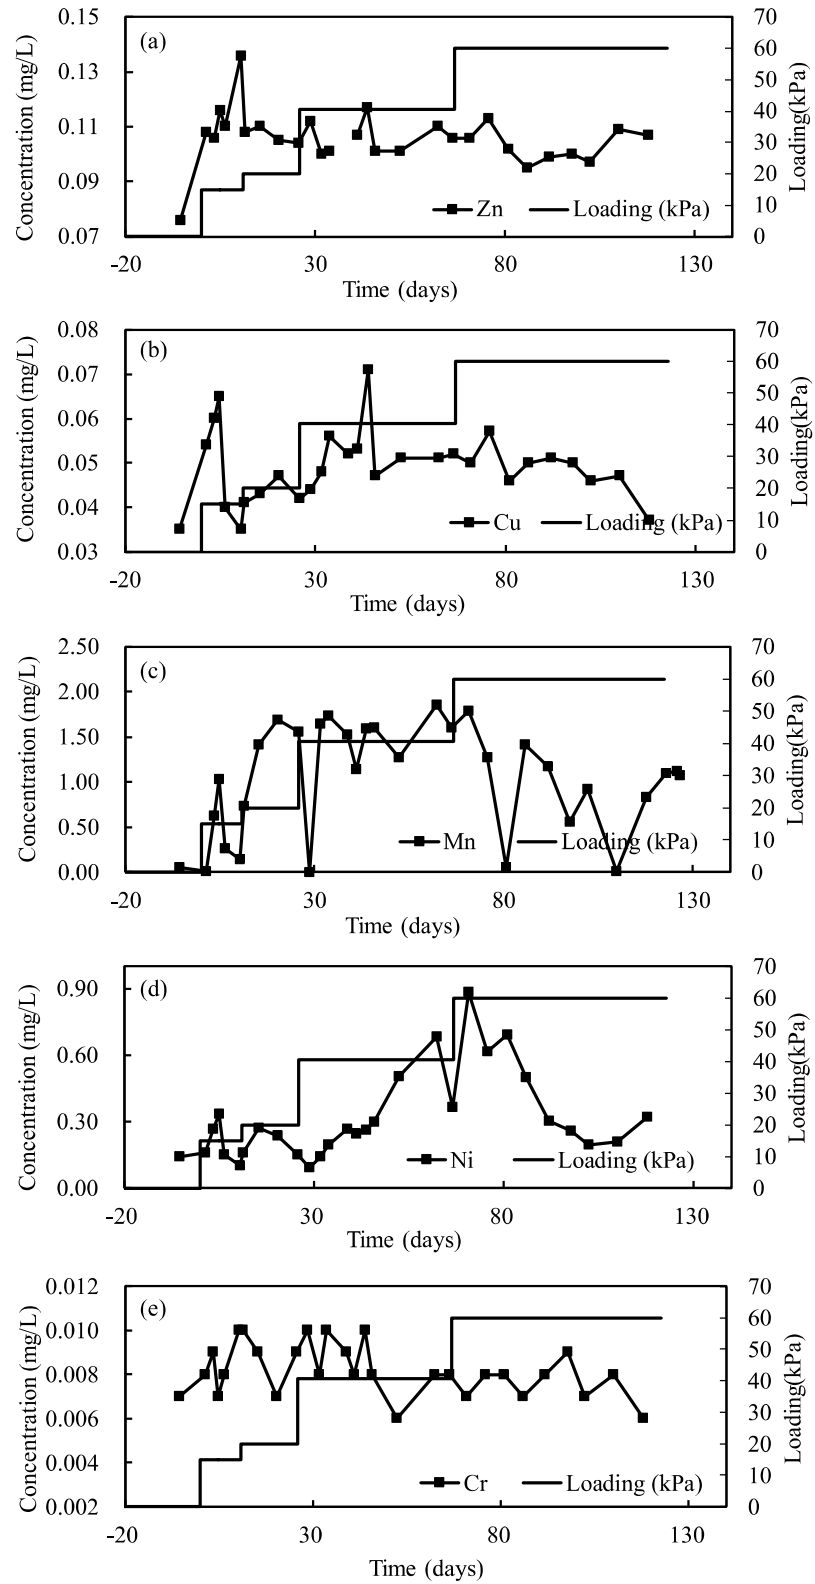 (a)
Concentration (mg/L)
0.15
0.13
0.11
0.09
0.07
70
60
50
40
30
20
10
0
Loading(kPa)
Zn Loading (kPa)
-20 30 80 130
Time (days)
(b)
Concentration (mg/L)
0.08
0.07
0.06
0.05
0.04
0.03
70
60
50
40
30
20
10
0
Loading(kPa)
Cu Loading (kPa)
-20 30 80 130
Time (days)
(c)
Concentration (mg/L)
2.50
2.00
1.50
1.00
0.50
0.00
70
60
50
40
30
20
10
0
Loading(kPa)
Mn Loading (kPa)
-20 30 80 130
Time (days)
(d)
Concentration (mg/L)
0.90
0.60
0.30
0.00
70
60
50
40
30
20
10
0
Loading(kPa)
Ni Loading (kPa)
-20 30 80 130
Time (days)
(e)
Concentration (mg/L)
0.012
0.010
0.008
0.006
0.004
0.002
70
60
50
40
30
20
10
0
Loading(kPa)
Cr Loading (kPa)
-20 30 80 130
Time (days)